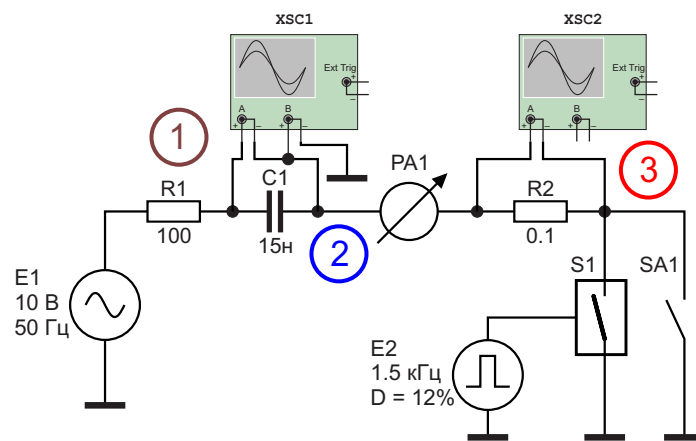 XSC1
XSC2
Ext Trig
+
–
A
B
+
–
+
–
Ext Trig
+
–
A
B
+
–
+
–
1
3
PA1
R1
C1
R2
100
15н
2
0.1
S1
SA1
E1
10 В
50 Гц
E2
1.5 кГц
D = 12%